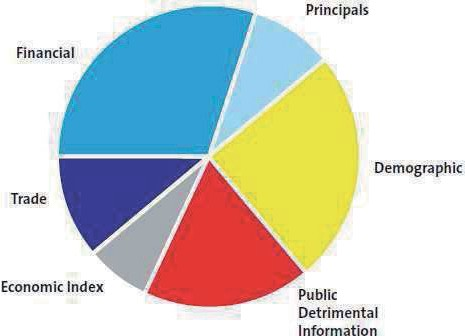 Principals
Financial
Demographic
Trade
Economic Index
Public
Detrimental
Information